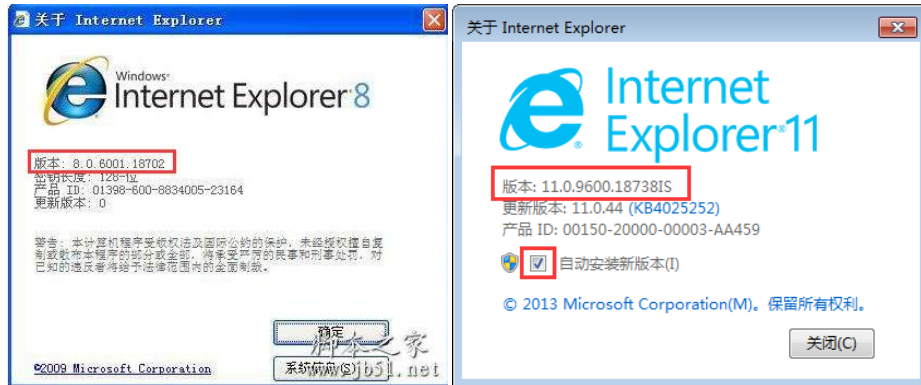 关于 Internet Explorer
Windows®
Internet Explorer 8
版本: 8.0.6001.18702
密钥长度: 128-位
产品 ID: 01398-600-8834005-23164
更新版本: 0
警告: 本计算机程序受版权法及国际公约的保护，未经授权擅自复
制或散布本程序的部分或全部，将承受严厉的民事和刑事处罚，对
已知的违反者将给予法律范围内的全面制裁。
确定
脚本之家
©2009 Microsoft Corporation
系统信息(S)
www.jb51.net
关于 Internet Explorer
Internet
Explorer 11
版本: 11.0.9600.18738IS
更新版本: 11.0.44 (KB4025252)
产品 ID: 00150-20000-00003-AA459
自动安装新版本(I)
© 2013 Microsoft Corporation(M)。保留所有权利。
关闭(C)